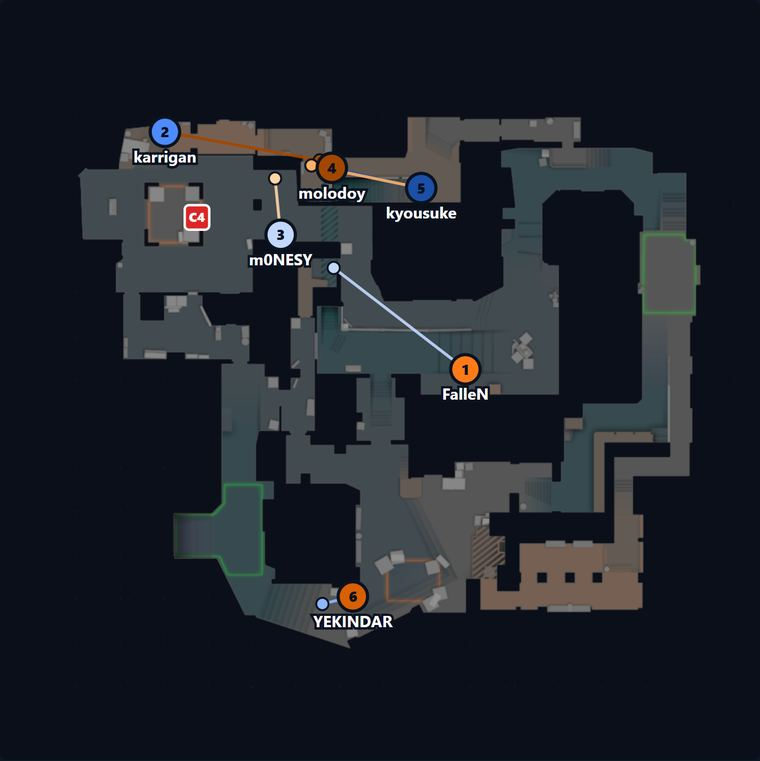 2
karrigan
4
molodoy
5
kyousuke
C4
3
m0NESY
1
FalleN
6
YEKINDAR